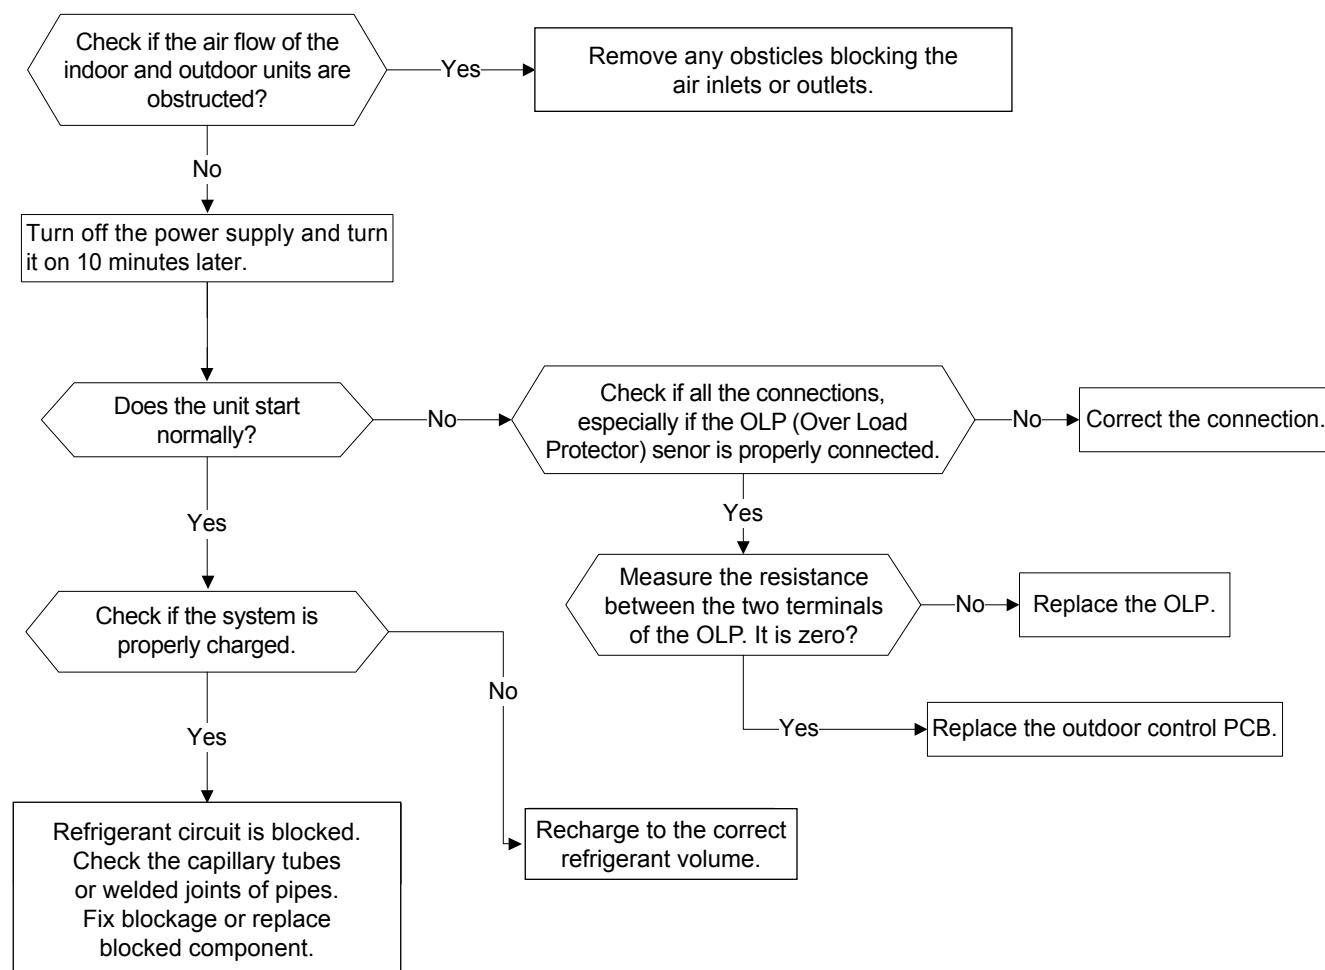 Check if the air flow of the
indoor and outdoor units are
obstructed?
Yes
Remove any obstacles blocking the
air inlets or outlets.
No
Turn off the power supply and turn
it on 10 minutes later.
Does the unit start
normally?
No
Check if all the connections,
especially if the OLP (Over Load
Protector) senor is properly connected.
No
Correct the connection.
Yes
Yes
Measure the resistance
between the two terminals
of the OLP. It is zero?
No
Replace the OLP.
Check if the system is
properly charged.
No
Yes
Replace the outdoor control PCB.
Yes
Refrigerant circuit is blocked.
Check the capillary tubes
or welded joints of pipes.
Fix blockage or replace
blocked component.
Recharge to the correct
refrigerant volume.